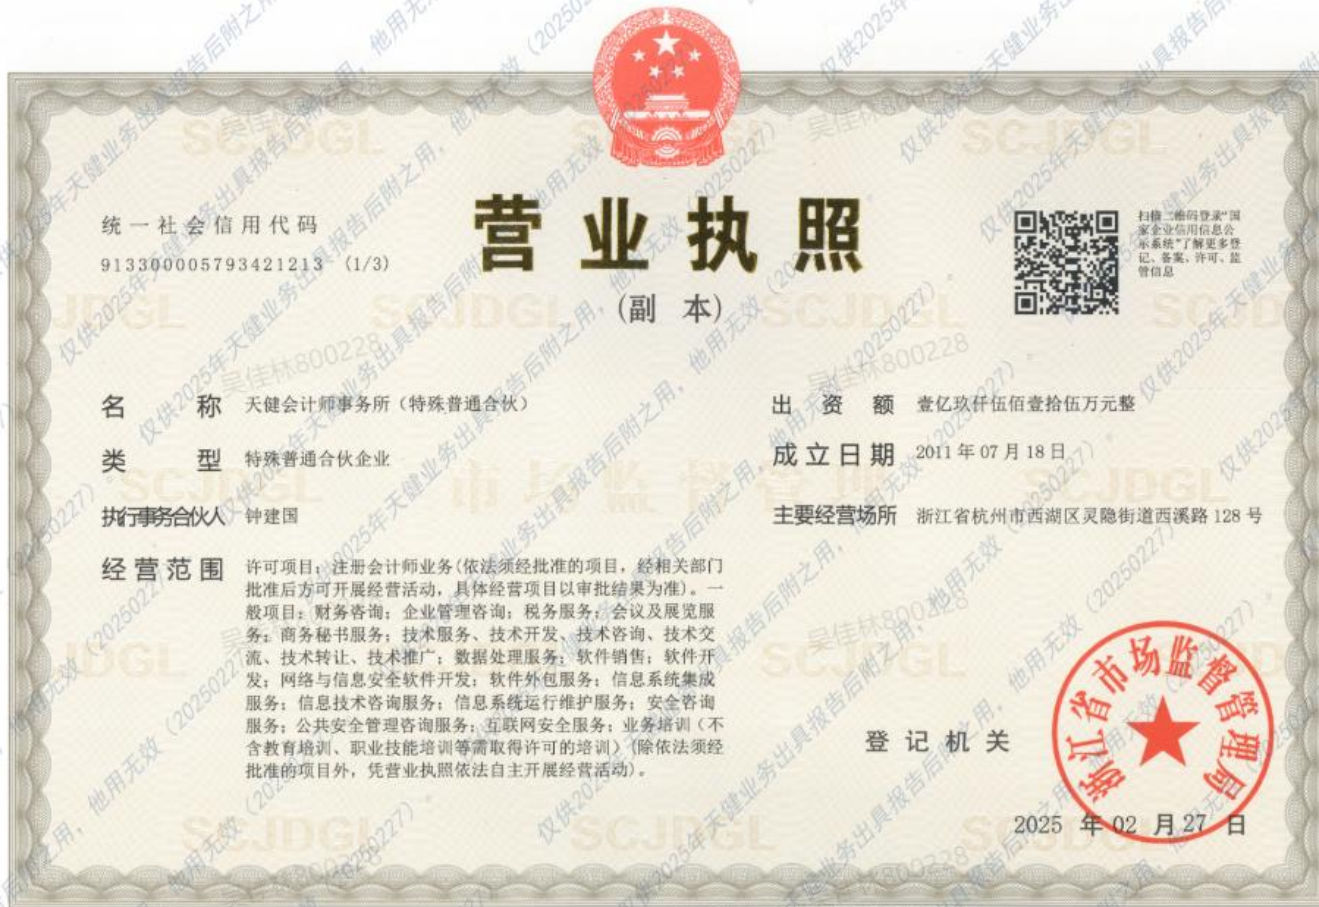 营业执照
(副 本)
统一社会信用代码
913300005793421213 (1/3)
扫描二维码登录“国
家企业信用信息公
示系统”了解更多登
记、备案、许可、监
管信息
名 称 天健会计师事务所（特殊普通合伙）
类 型 特殊普通合伙企业
执行事务合伙人 钟建国
经营范围 许可项目：注册会计师业务(依法须经批准的项目，经相关部门
批准后方可开展经营活动，具体经营项目以审批结果为准)。一
般项目：财务咨询；企业管理咨询；税务服务；会议及展览服
务；商务秘书服务；技术服务、技术开发、技术咨询、技术交
流、技术转让、技术推广；数据处理服务；软件销售；软件开
发；网络与信息安全软件开发；软件外包服务；信息系统集成
服务；信息技术咨询服务；信息系统运行维护服务；安全咨询
服务；公共安全管理咨询服务；互联网安全服务；业务培训（不
含教育培训、职业技能培训等需取得许可的培训）(除依法须经
批准的项目外，凭营业执照依法自主开展经营活动)。
出 资 额 壹亿玖仟伍佰壹拾伍万元整
成立日期 2011年07月18日
主要经营场所 浙江省杭州市西湖区灵隐街道西溪路128号
登记机关
浙江省市场监督管理局
2025 年 02 月 27 日
SCJDGL
市场监督管理
吴佳林800228
仅供2025年天健业务出具报告后附之用，他用无效（20250227）